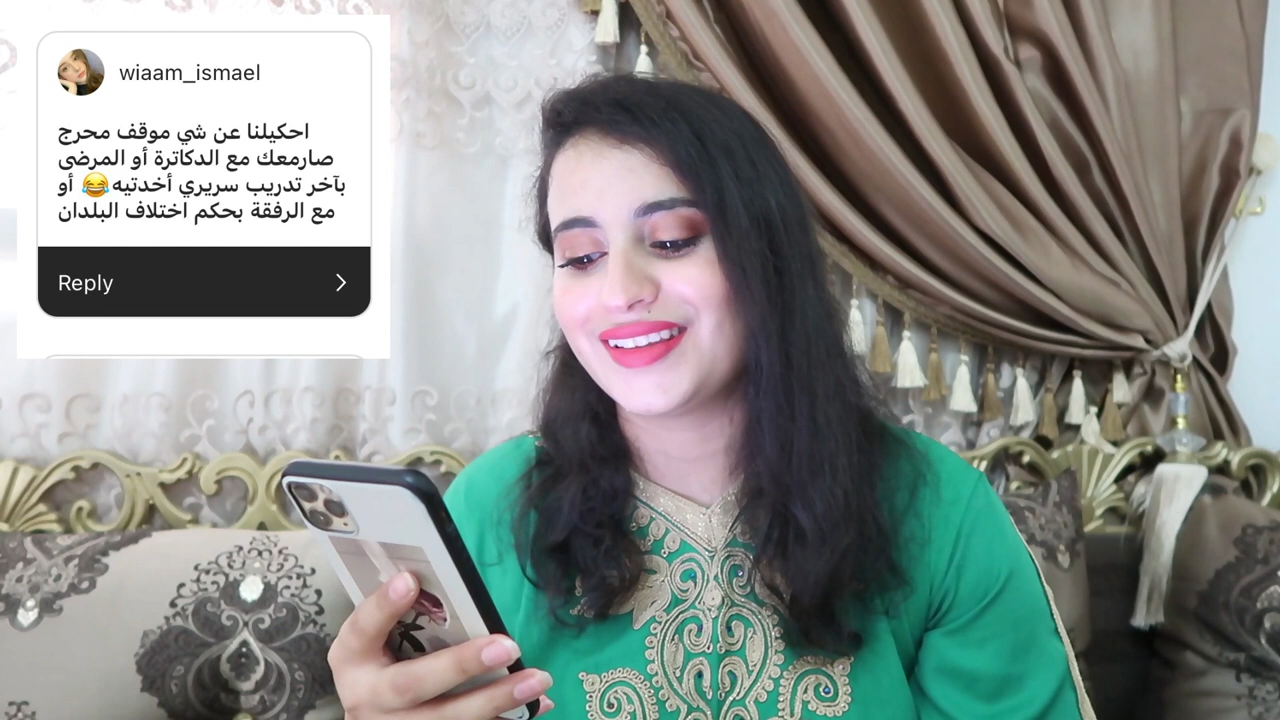 wiaam_ismael
احكيلنا عن شي موقف محرج
صارمعك مع الدكاترة أو المرضى
بآخر تدريب سريري أخدتيه😂 أو
مع الرفقة بحكم اختلاف البلدان
Reply